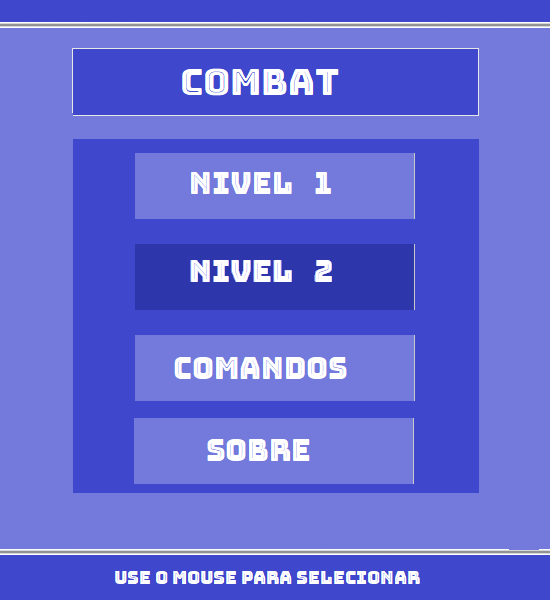 COMBAT
NIVEL 1
NIVEL 2
COMANDOS
SOBRE
USE O MOUSE PARA SELECIONAR